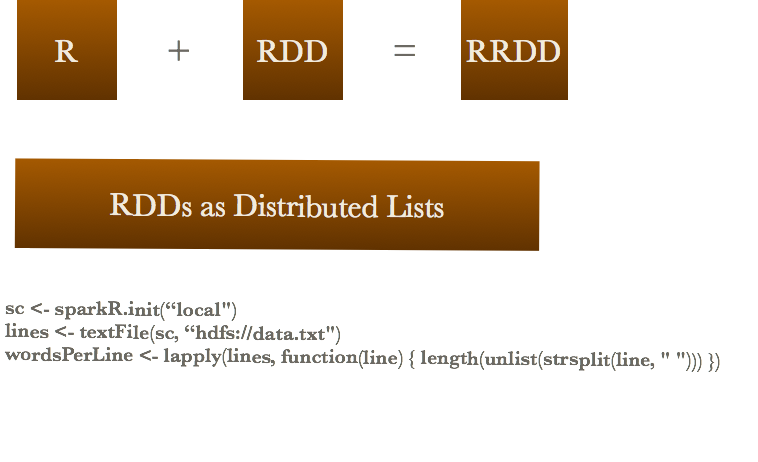 R + RDD = RRDD
RDDs as Distributed Lists
sc <- sparkR.init(“local")
lines <- textFile(sc, “hdfs://data.txt")
wordsPerLine <- lapply(lines, function(line) { length(unlist(strsplit(line, " "))) })